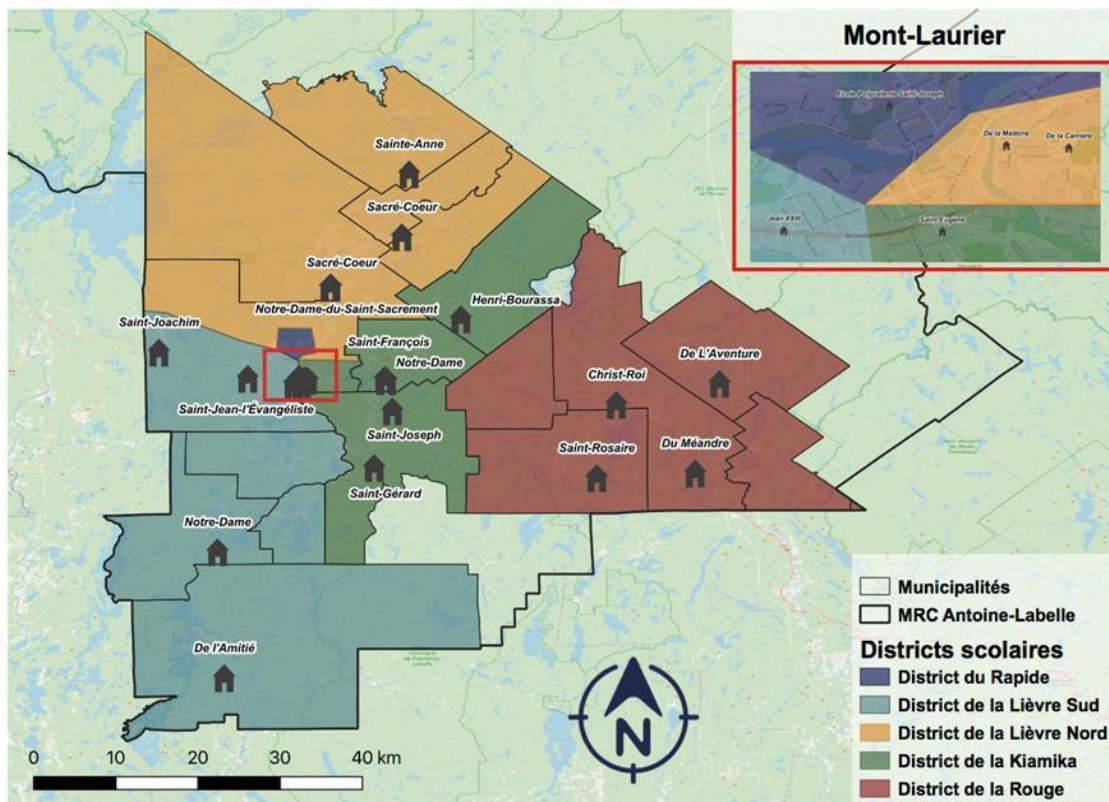 Mont-Laurier
Ecole Polyvalente Saint-Joseph
De la Madone
De la Carrière
Jean XXIII
Saint-Eugène
Sainte-Anne
Sacré-Coeur
Sacré-Coeur
Notre-Dame-du-Saint-Sacrement
Henri-Bourassa
Saint-Joachim
Saint-François
Notre-Dame
De L'Aventure
Christ-Roi
Saint-Jean-l'Évangéliste
Saint-Joseph
Saint-Rosaire
Du Méandre
Saint-Gérard
Notre-Dame
De l'Amitié
Municipalités
MRC Antoine-Labelle
Districts scolaires
District du Rapide
District de la Lièvre Sud
District de la Lièvre Nord
District de la Kiamika
District de la Rouge
N
0 10 20 30 40 km